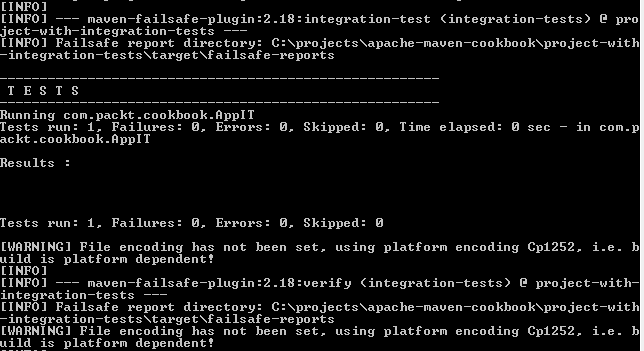 [INFO]
[INFO] --- maven-failsafe-plugin:2.18:integration-test (integration-tests) @ pro
ject-with-integration-tests ---
[INFO] Failsafe report directory: C:\projects\apache-maven-cookbook\project-with
-integration-tests\target\failsafe-reports
-------------------------------------------------------
T E S T S
-------------------------------------------------------
Running com.packt.cookbook.AppIT
Tests run: 1, Failures: 0, Errors: 0, Skipped: 0, Time elapsed: 0 sec - in com.p
ackt.cookbook.AppIT
Results :
Tests run: 1, Failures: 0, Errors: 0, Skipped: 0
[WARNING] File encoding has not been set, using platform encoding Cp1252, i.e. b
uild is platform dependent!
[INFO]
[INFO] --- maven-failsafe-plugin:2.18:verify (integration-tests) @ project-with-
integration-tests ---
[INFO] Failsafe report directory: C:\projects\apache-maven-cookbook\project-with
-integration-tests\target\failsafe-reports
[WARNING] File encoding has not been set, using platform encoding Cp1252, i.e. b
uild is platform dependent!